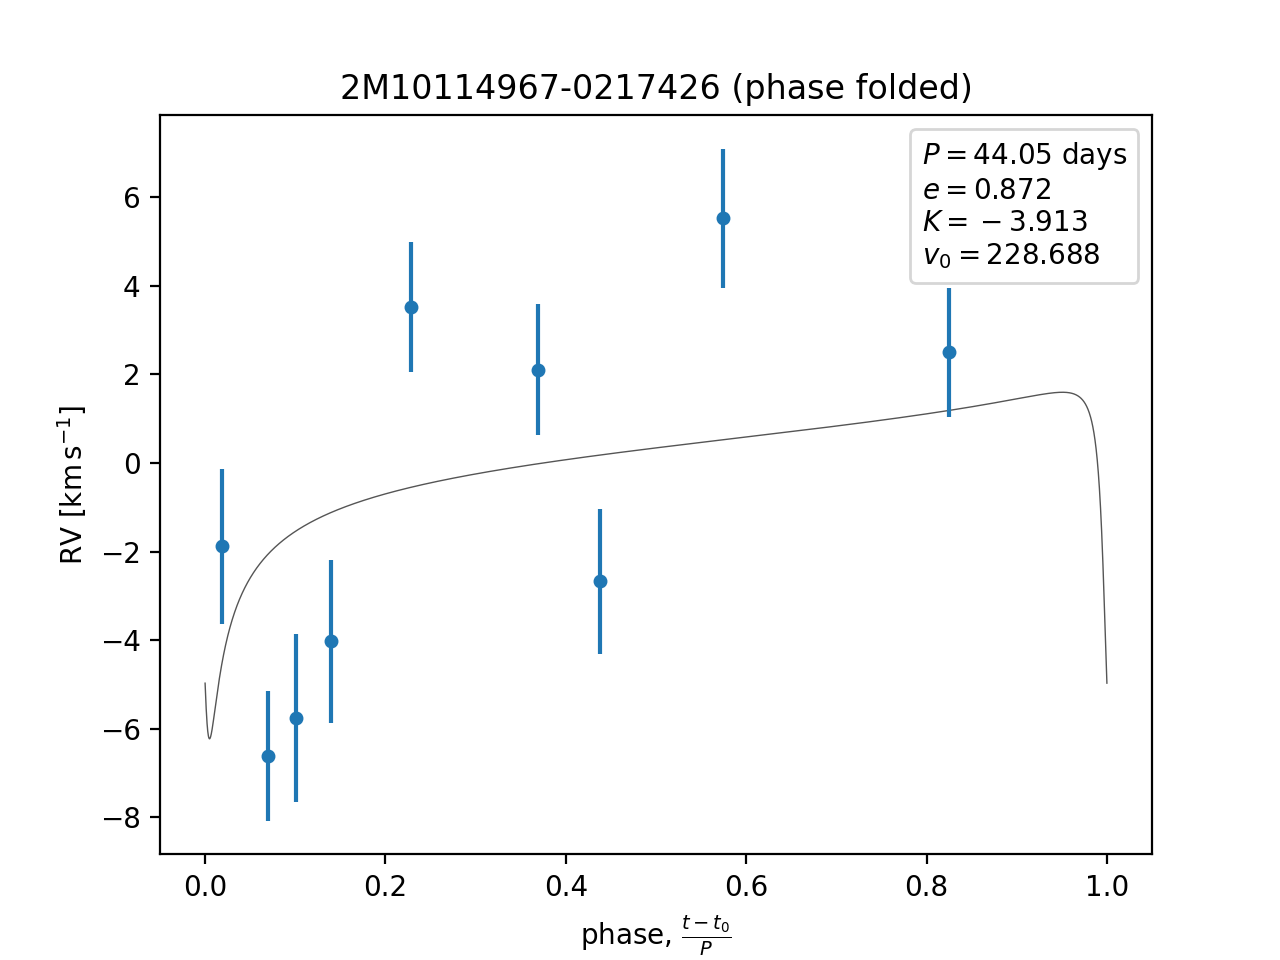 2M10114967-0217426 (phase folded)
P = 44.05 days
e = 0.872
K = −3.913
v₀ = 228.688
6
4
2
0
−2
−4
−6
−8
RV [km s⁻¹]
0.0 0.2 0.4 0.6 0.8 1.0
phase, (t − t₀)/P